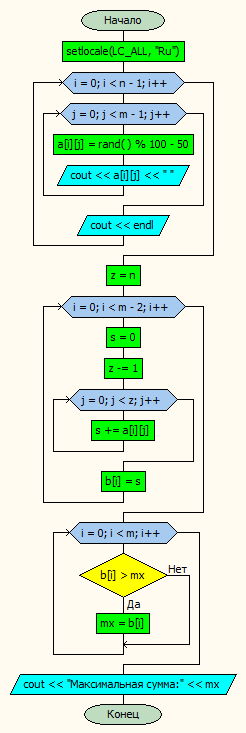 Начало
setlocale(LC_ALL, "Ru")
i = 0; i < n - 1; i++
j = 0; j < m - 1; j++
a[i][j] = rand( ) % 100 - 50
cout << a[i][j] << " "
cout << endl
z = n
i = 0; i < m - 2; i++
s = 0
z -= 1
j = 0; j < z; j++
s += a[i][j]
b[i] = s
i = 0; i < m; i++
b[i] > mx
Нет
Да
mx = b[i]
cout << "Максимальная сумма:" << mx
Конец